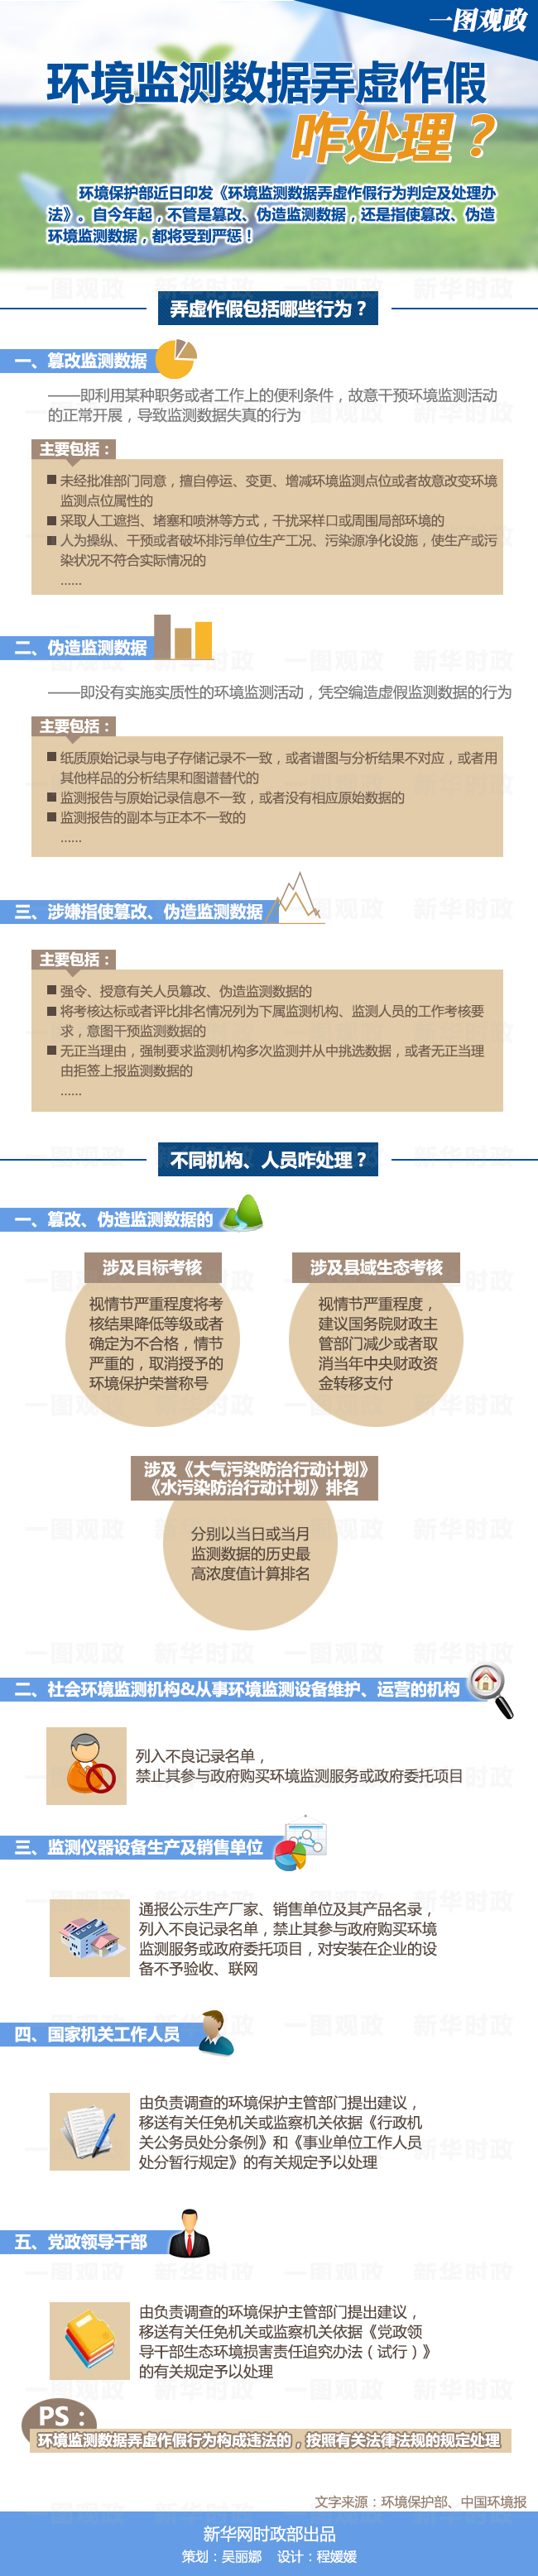 一图观政
环境监测数据弄虚作假
咋处理？
环境保护部近日印发《环境监测数据弄虚作假行为判定及处理办
法》。自今年起，不管是篡改、伪造监测数据，还是指使篡改、伪造
环境监测数据，都将受到严惩！
弄虚作假包括哪些行为？
一、篡改监测数据
——即利用某种职务或者工作上的便利条件，故意干预环境监测活动
的正常开展，导致监测数据失真的行为
主要包括：
未经批准部门同意，擅自停运、变更、增减环境监测点位或者故意改变环境
监测点位属性的
采取人工遮挡、堵塞和喷淋等方式，干扰采样口或周围局部环境的
人为操纵、干预或者破坏排污单位生产工况、污染源净化设施，使生产或污
染状况不符合实际情况的
……
二、伪造监测数据
——即没有实施实质性的环境监测活动，凭空编造虚假监测数据的行为
主要包括：
纸质原始记录与电子存储记录不一致，或者谱图与分析结果不对应，或者用
其他样品的分析结果和图谱替代的
监测报告与原始记录信息不一致，或者没有相应原始数据的
监测报告的副本与正本不一致的
……
三、涉嫌指使篡改、伪造监测数据
主要包括：
强令、授意有关人员篡改、伪造监测数据的
将考核达标或者评比排名情况列为下属监测机构、监测人员的工作考核要
求，意图干预监测数据的
无正当理由，强制要求监测机构多次监测并从中挑选数据，或者无正当理
由拒签上报监测数据的
……
不同机构、人员咋处理？
一、篡改、伪造监测数据的
涉及目标考核
视情节严重程度将考
核结果降低等级或者
确定为不合格，情节
严重的，取消授予的
环境保护荣誉称号
涉及县域生态考核
视情节严重程度，
建议国务院财政主
管部门减少或者取
消当年中央财政资
金转移支付
涉及《大气污染防治行动计划》
《水污染防治行动计划》排名
分别以当日或当月
监测数据的历史最
高浓度值计算排名
二、社会环境监测机构&从事环境监测设备维护、运营的机构
列入不良记录名单，
禁止其参与政府购买环境监测服务或政府委托项目
三、监测仪器设备生产及销售单位
通报公示生产厂家、销售单位及其产品名录，
列入不良记录名单，禁止其参与政府购买环境
监测服务或政府委托项目，对安装在企业的设
备不予验收、联网
四、国家机关工作人员
由负责调查的环境保护主管部门提出建议，
移送有关任免机关或监察机关依据《行政机
关公务员处分条例》和《事业单位工作人员
处分暂行规定》的有关规定予以处理
五、党政领导干部
由负责调查的环境保护主管部门提出建议，
移送有关任免机关或监察机关依据《党政领
导干部生态环境损害责任追究办法（试行）》
的有关规定予以处理
PS：
环境监测数据弄虚作假行为构成违法的，按照有关法律法规的规定处理
文字来源：环境保护部、中国环境报
新华网时政部出品
策划：吴丽娜 设计：程媛媛